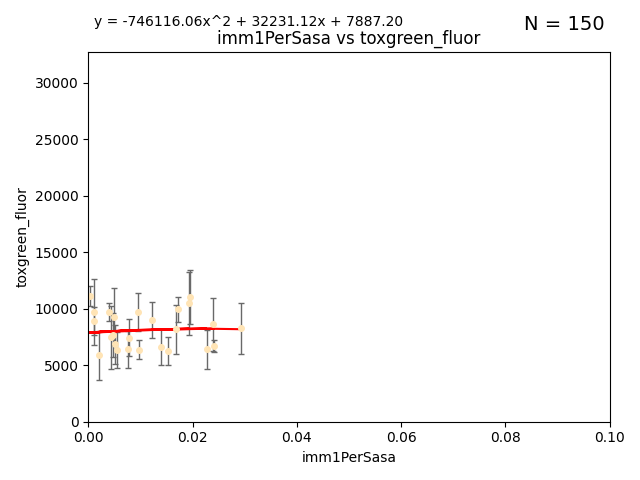 y = -746116.06x^2 + 32231.12x + 7887.20
N = 150
imm1PerSasa vs toxgreen_fluor
30000
25000
20000
15000
10000
5000
0
toxgreen_fluor
0.00 0.02 0.04 0.06 0.08 0.10
imm1PerSasa